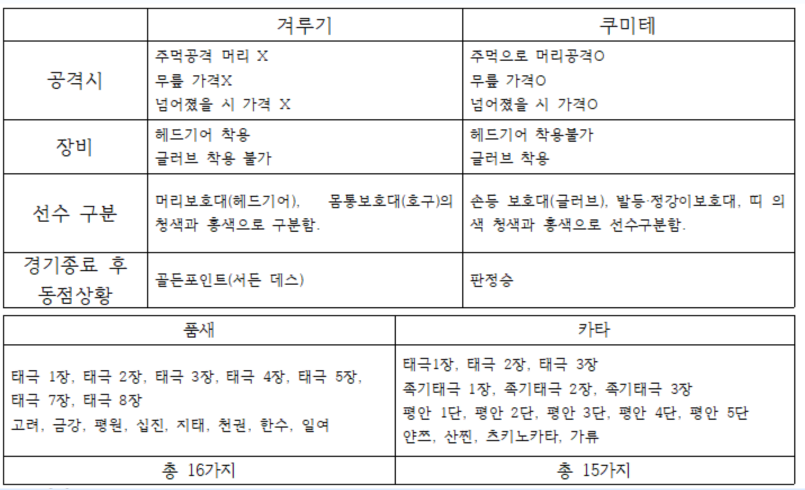 겨루기 쿠미테
공격시
주먹공격 머리 X
무릎 가격X
넘어졌을 시 가격 X
주먹으로 머리공격O
무릎 가격O
넘어졌을 시 가격O
장비
헤드기어 착용
글러브 착용 불가
헤드기어 착용불가
글러브 착용
선수 구분
머리보호대(헤드기어), 몸통보호대(호구)의
청색과 홍색으로 구분함.
손등 보호대(글러브), 발등·정강이보호대, 띠 의
색 청색과 홍색으로 선수구분함.
경기종료 후
동점상황
골든포인트(서든 데스)
판정승
품새 카타
태극 1장, 태극 2장, 태극 3장, 태극 4장, 태극 5장,
태극 7장, 태극 8장
고려, 금강, 평원, 십진, 지태, 천권, 한수, 일여
태극1장, 태극 2장, 태극 3장
족기태극 1장, 족기태극 2장, 족기태극 3장
평안 1단, 평안 2단, 평안 3단, 평안 4단, 평안 5단
얀쯔, 산찐, 츠키노카타, 가류
총 16가지 총 15가지